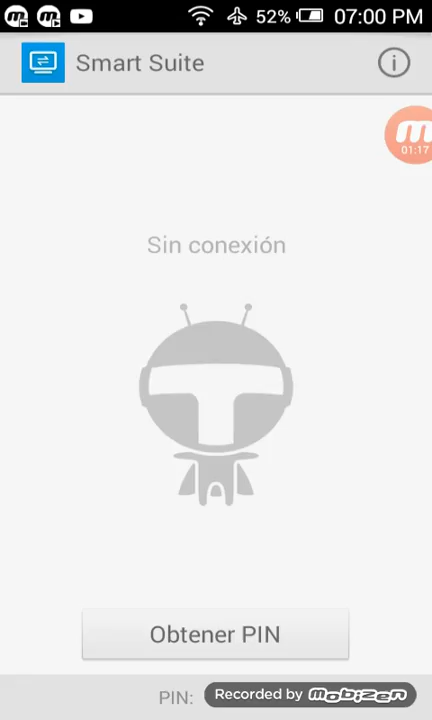 52% 07:00 PM
Smart Suite
01:17
Sin conexión
Obtener PIN
PIN:
Recorded by mobizen